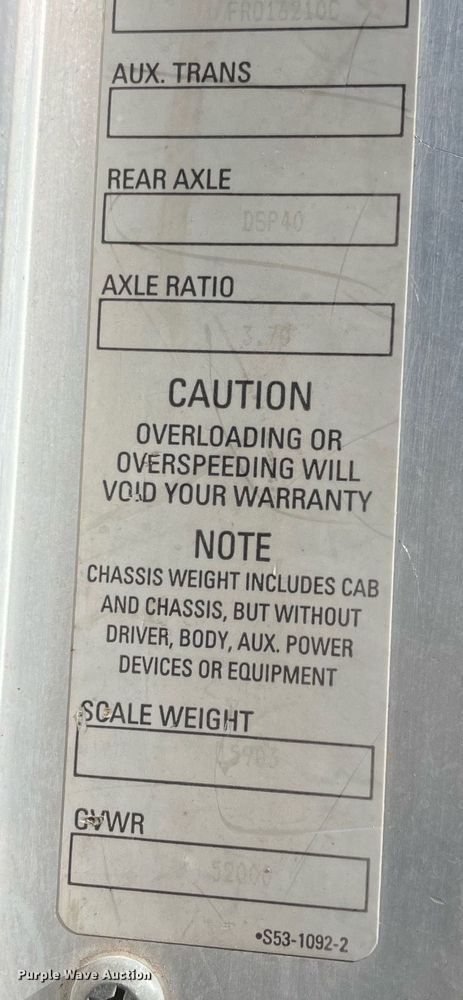 AUX. TRANS
REAR AXLE
DSP40
AXLE RATIO
CAUTION
OVERLOADING OR
OVERSPEEDING WILL
VOID YOUR WARRANTY
NOTE
CHASSIS WEIGHT INCLUDES CAB
AND CHASSIS, BUT WITHOUT
DRIVER, BODY, AUX. POWER
DEVICES OR EQUIPMENT
SCALE WEIGHT
GVWR
52000
•S53-1092-2
Purple Wave Auction